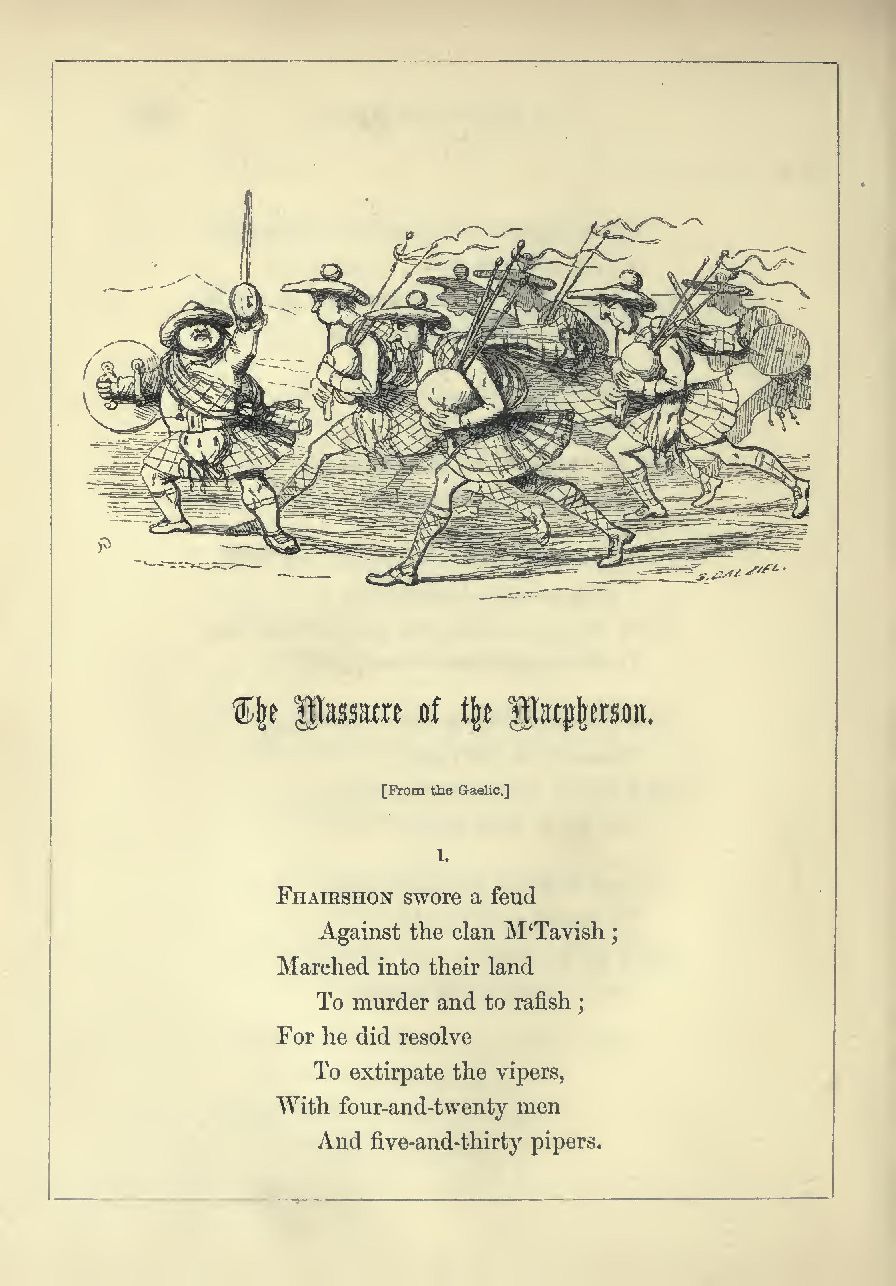 S. DALZIEL.
The Massacre of the Macpherson.
[From the Gaelic.]
1.
FHAIRSHON swore a feud
Against the clan M‘Tavish ;
Marched into their land
To murder and to rafish ;
For he did resolve
To extirpate the vipers,
With four-and-twenty men
And five-and-thirty pipers.